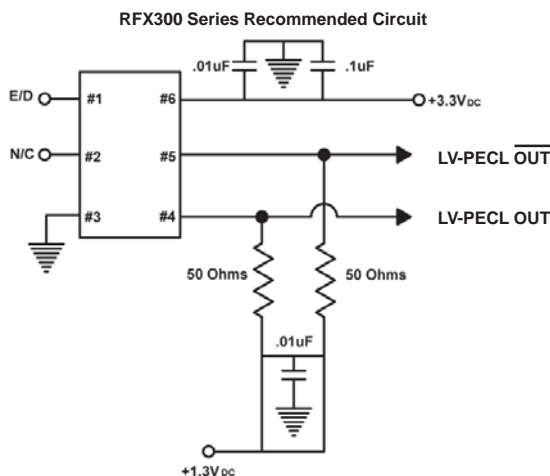 RFX300 Series Recommended Circuit
.01uF
.1uF
E/D
#1
#6
+3.3VDC
N/C
#2
#5
LV-PECL OUT
#3
#4
LV-PECL OUT
50 Ohms
50 Ohms
.01uF
+1.3VDC